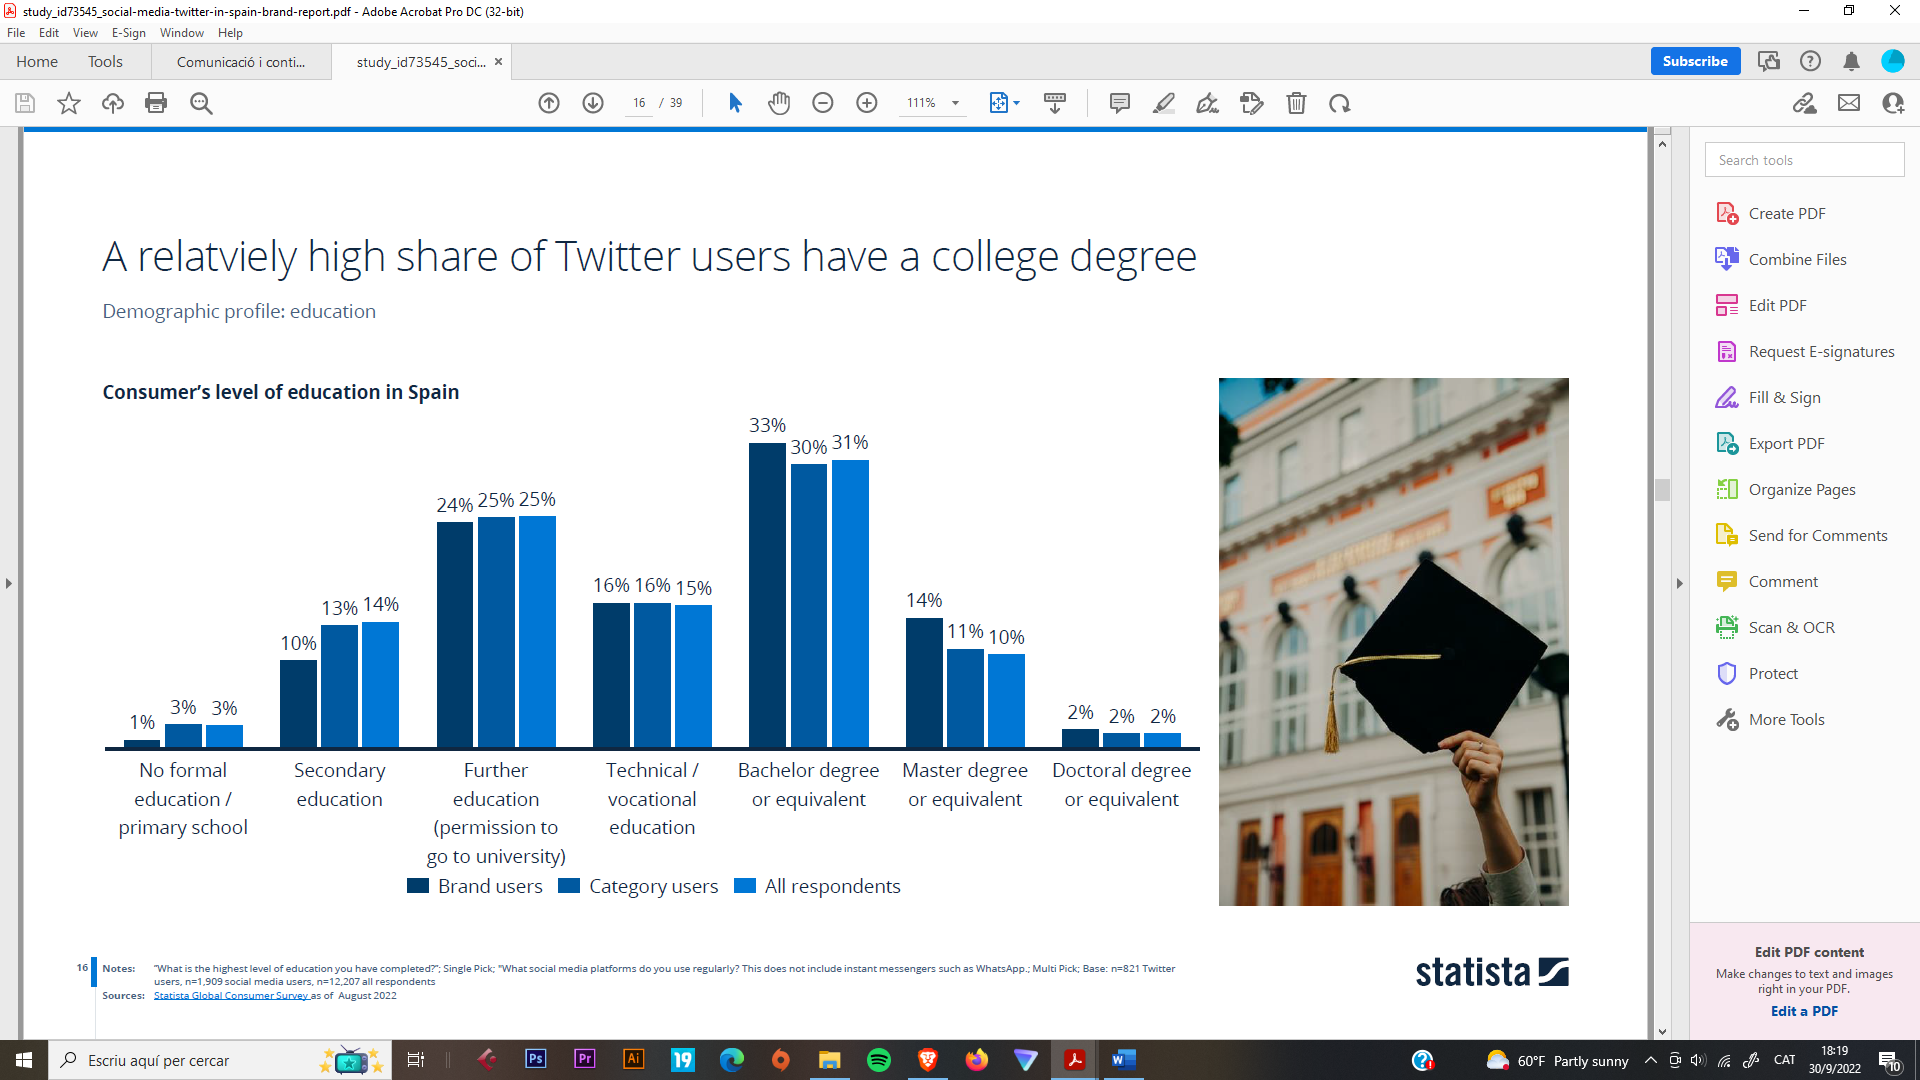 study_id73545_social-media-twitter-in-spain-brand-report.pdf - Adobe Acrobat Pro DC (32-bit)
File Edit View E-Sign Window Help
Home Tools Comunicació i conti... study_id73545_soci... ×
Subscribe
16 / 39 111%
Search tools
Create PDF
Combine Files
Edit PDF
Request E-signatures
Fill & Sign
Export PDF
Organize Pages
Send for Comments
Comment
Scan & OCR
Protect
More Tools
A relatviely high share of Twitter users have a college degree
Demographic profile: education
Consumer’s level of education in Spain
1% 3% 3%
10% 13% 14%
24% 25% 25%
16% 16% 15%
33% 30% 31%
14% 11% 10%
2% 2% 2%
No formal
education /
primary school
Secondary
education
Further
education
(permission to
go to university)
Technical /
vocational
education
Bachelor degree
or equivalent
Master degree
or equivalent
Doctoral degree
or equivalent
Brand users Category users All respondents
16
Notes: “What is the highest level of education you have completed?”; Single Pick; "What social media platforms do you use regularly? This does not include instant messengers such as WhatsApp.; Multi Pick; Base: n=821 Twitter
users, n=1,909 social media users, n=12,207 all respondents
Sources: Statista Global Consumer Survey as of August 2022
statista
Edit PDF content
Make changes to text and images
right in your PDF.
Edit a PDF
Escriu aquí per cercar
Ps Pr Ai 19 W
60°F Partly sunny
CAT
18:19
30/9/2022
10